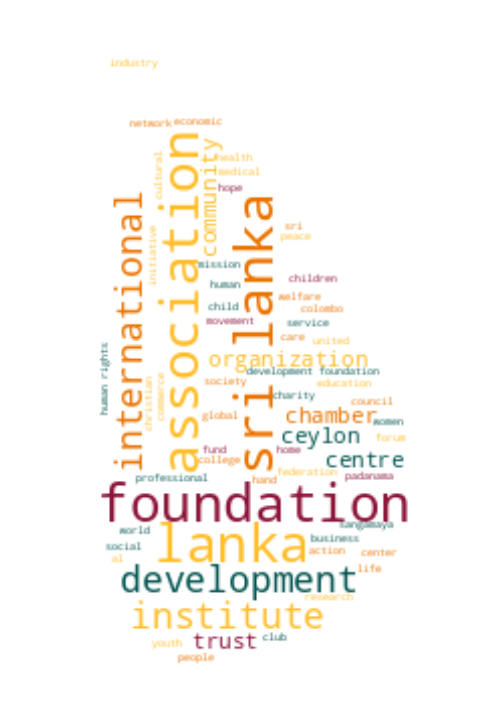 industry
network economic
association
community
cultural
health
medical
hope
international
sri lanka
sri
peace
initiative
mission
human
children
child
welfare
colombo
movement
service
care united
human rights
organization
development foundation
christian
commerce
society
education
charity
council
global
chamber
women
ceylon
forum
fund
home
college
centre
professional
hand
federation
padanama
foundation
world
sangamaya
lanka
business
social
action
center
al
development
life
research
institute
youth
trust
club
people